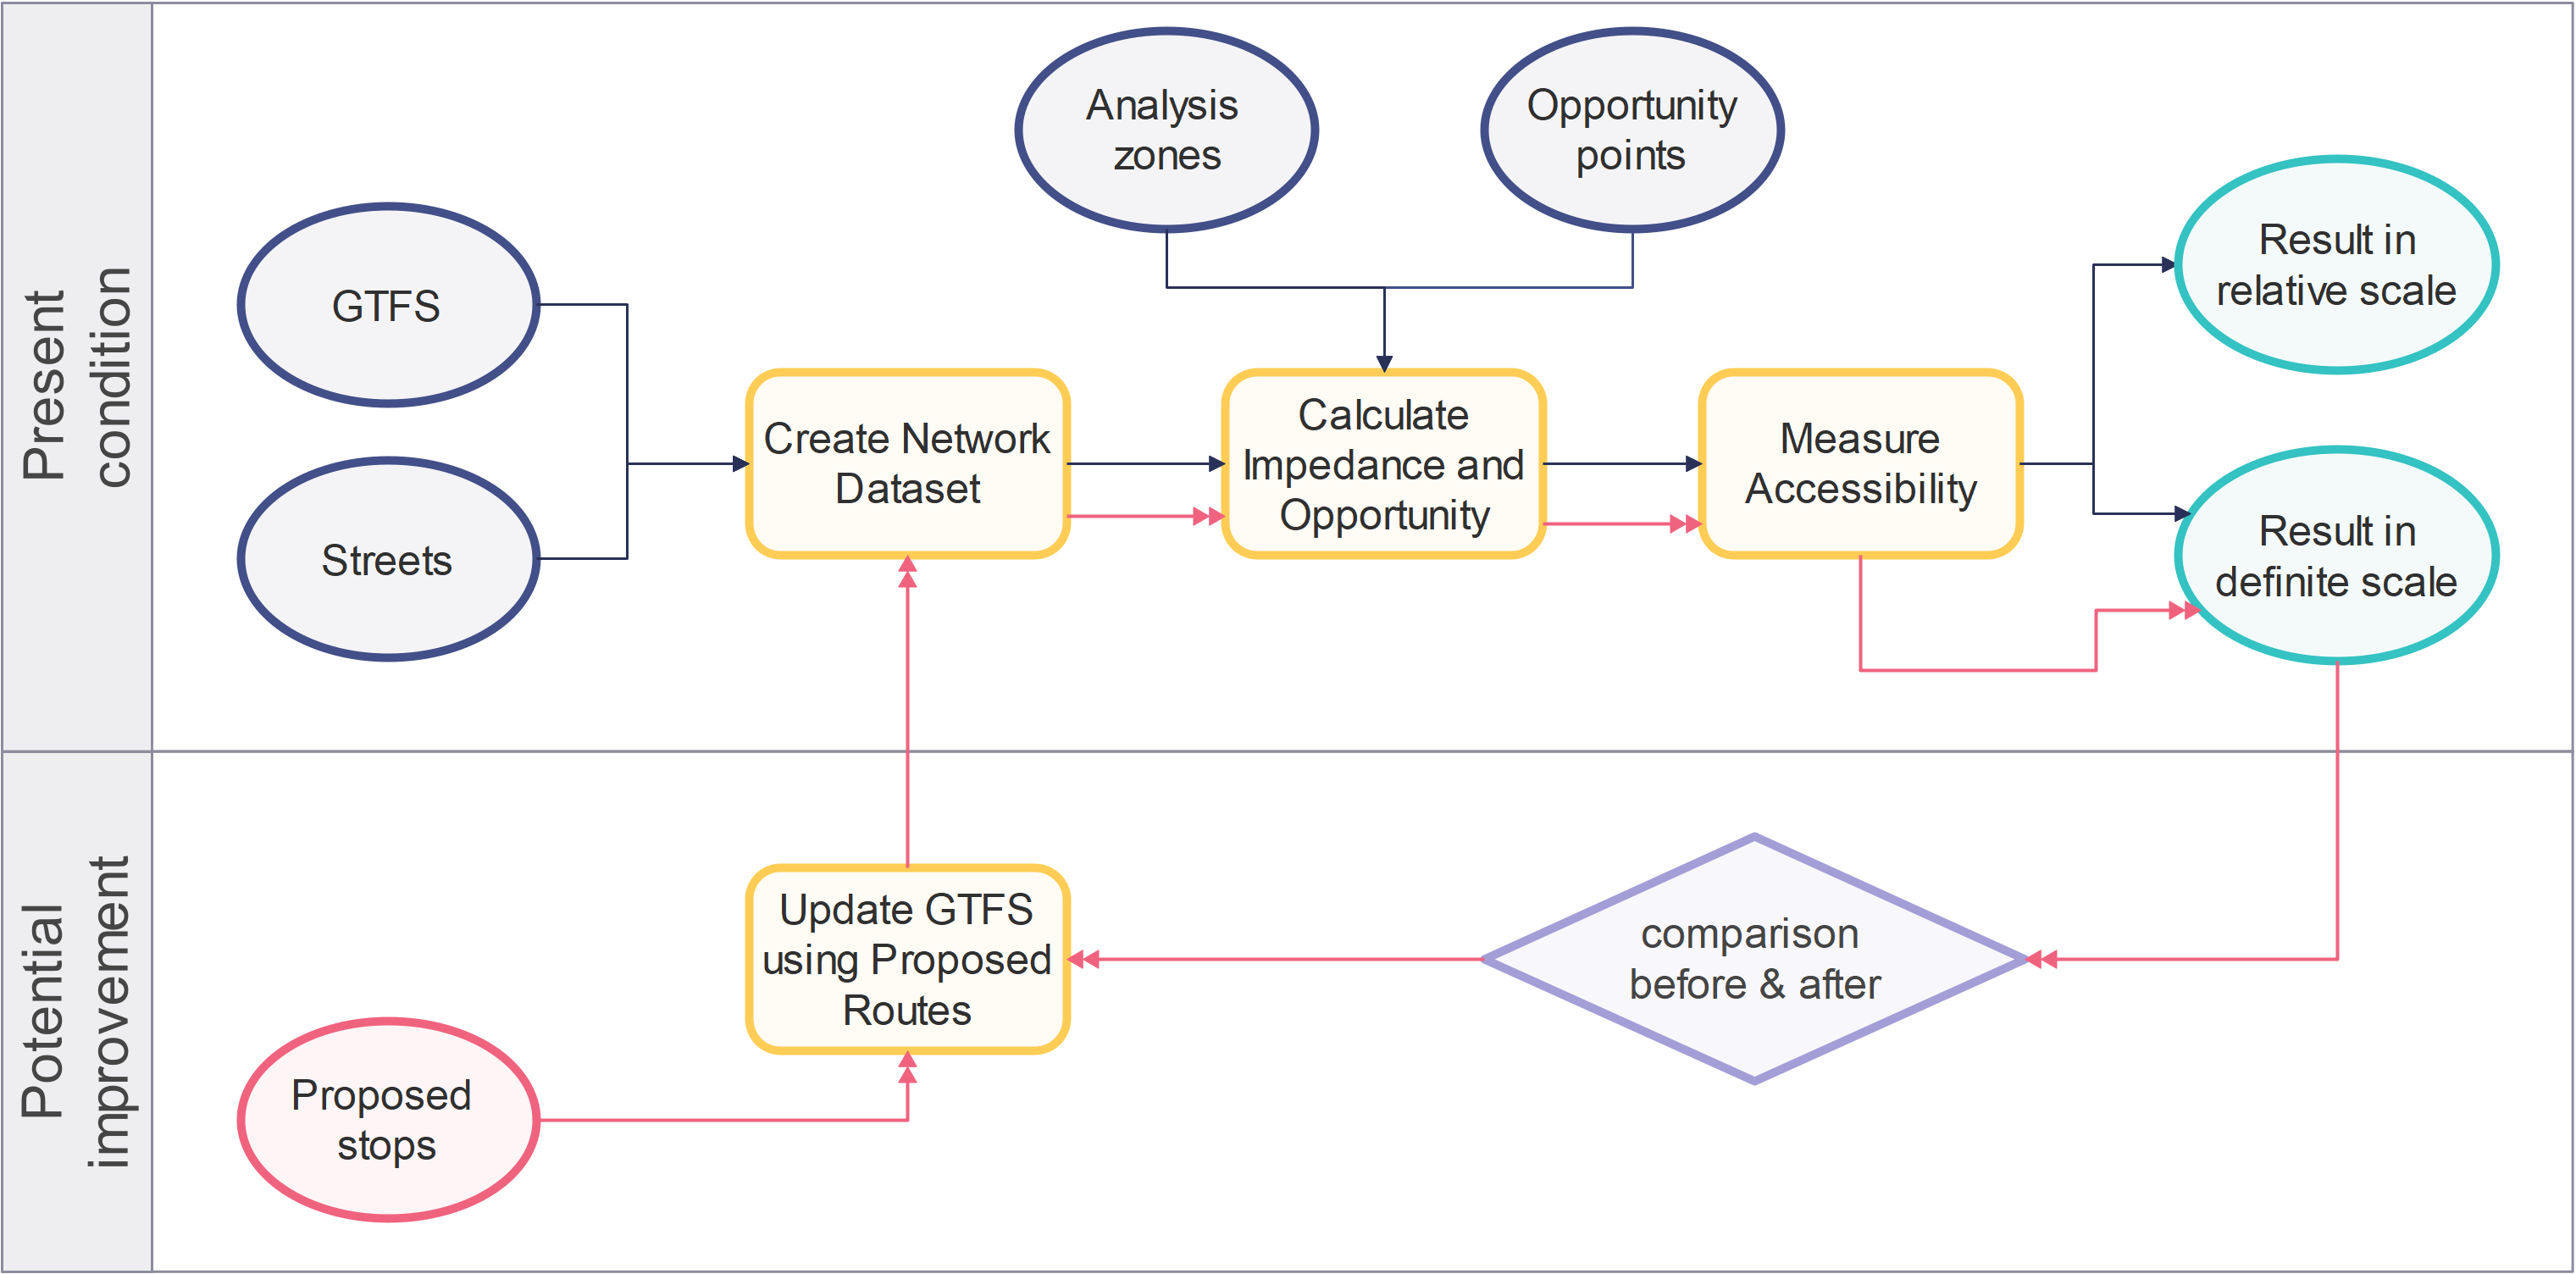 Present
condition
Analysis
zones
Opportunity
points
GTFS
Streets
Create Network
Dataset
Calculate
Impedance and
Opportunity
Measure
Accessibility
Result in
relative scale
Result in
definite scale
Potential
improvement
Update GTFS
using Proposed
Routes
comparison
before & after
Proposed
stops